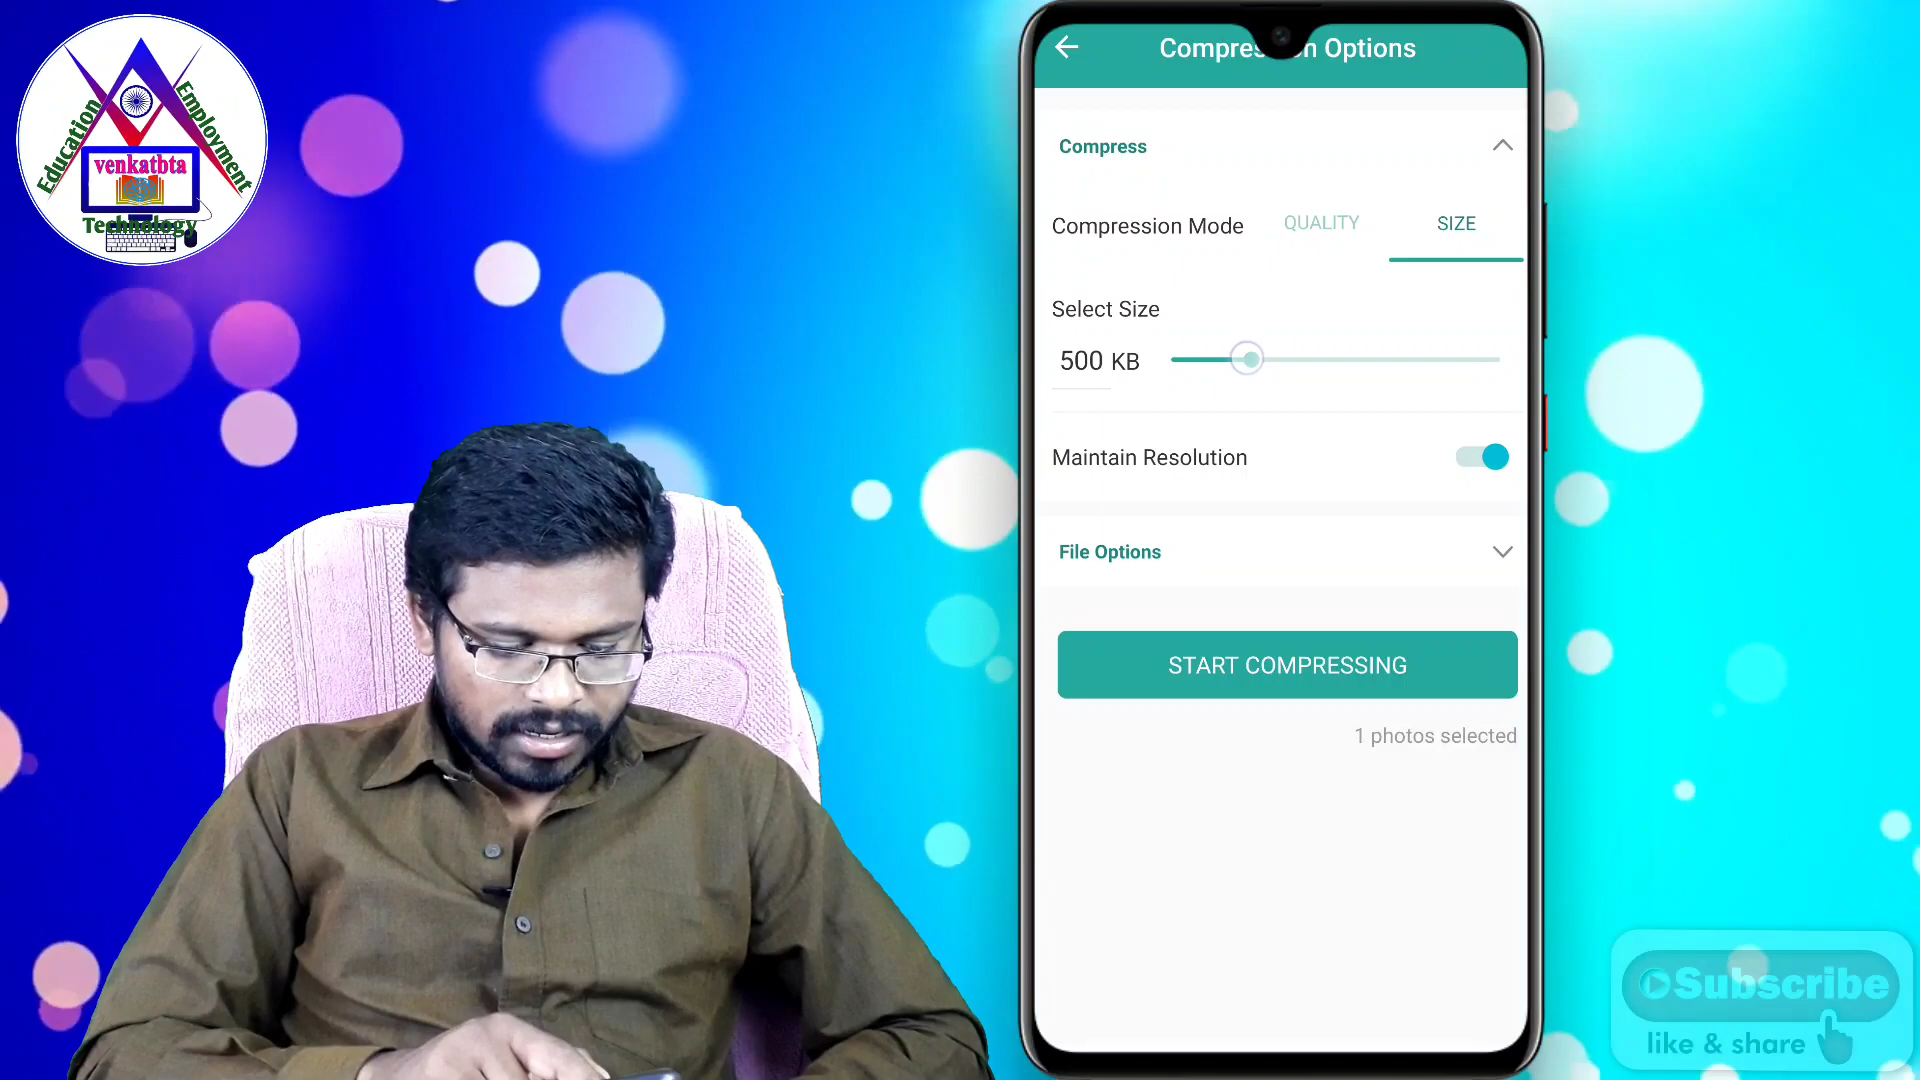 Education
Employment
venkatbta
Technology
Compression Options
Compress
Compression Mode
QUALITY
SIZE
Select Size
500 KB
Maintain Resolution
File Options
START COMPRESSING
1 photos selected
Subscribe
like & share